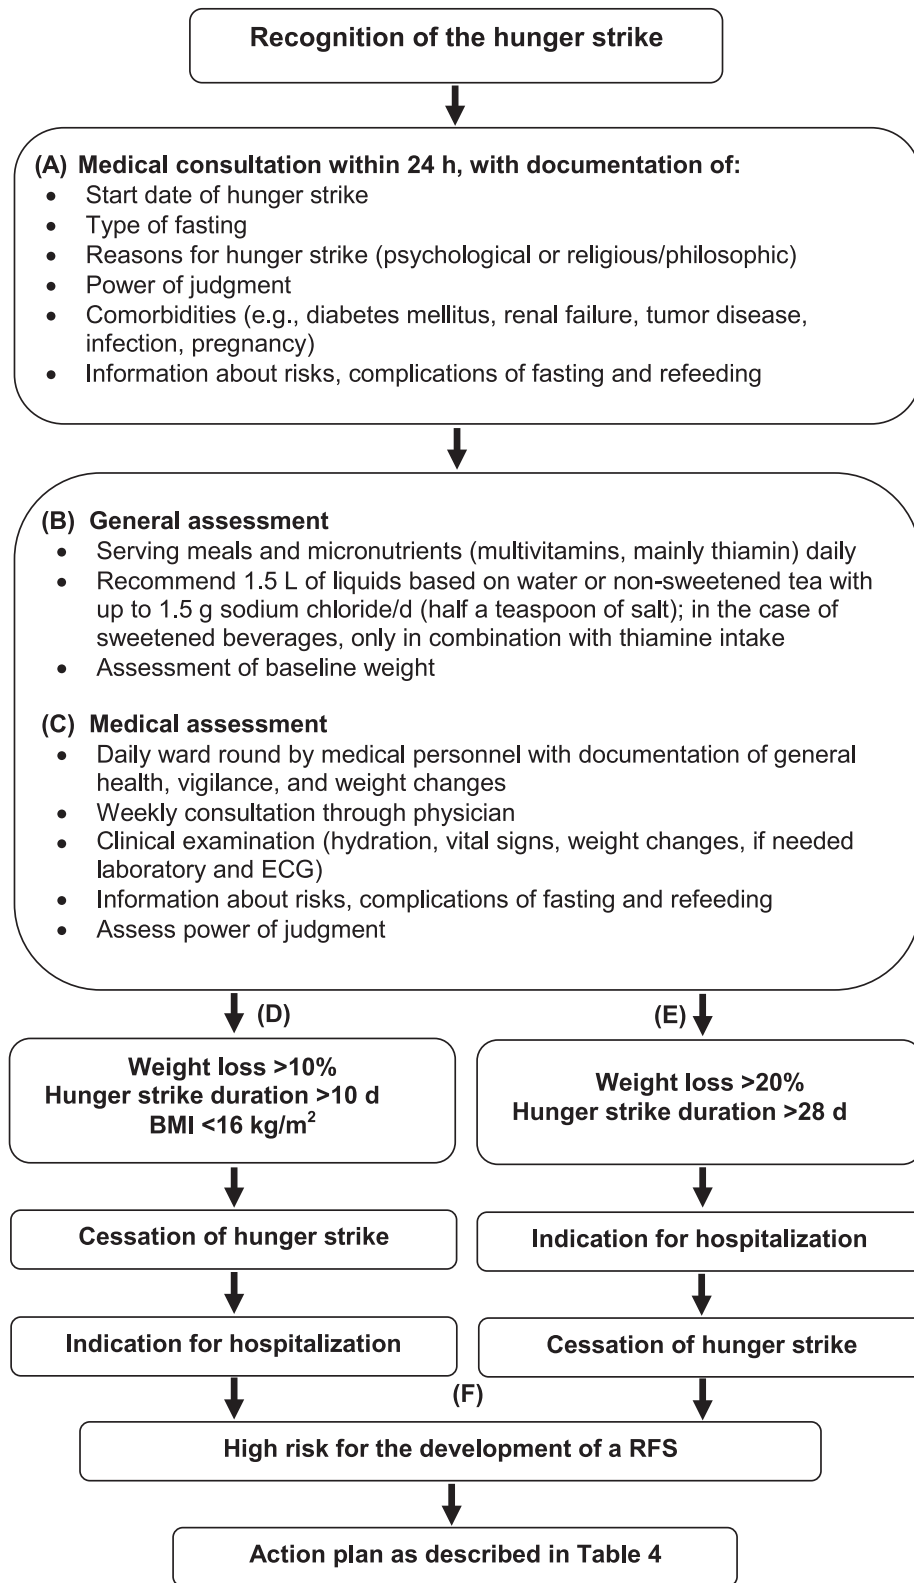 Recognition of the hunger strike
(A) Medical consultation within 24 h, with documentation of:
• Start date of hunger strike
• Type of fasting
• Reasons for hunger strike (psychological or religious/philosophic)
• Power of judgment
• Comorbidities (e.g., diabetes mellitus, renal failure, tumor disease,
infection, pregnancy)
• Information about risks, complications of fasting and refeeding
(B) General assessment
• Serving meals and micronutrients (multivitamins, mainly thiamin) daily
• Recommend 1.5 L of liquids based on water or non-sweetened tea with
up to 1.5 g sodium chloride/d (half a teaspoon of salt); in the case of
sweetened beverages, only in combination with thiamine intake
• Assessment of baseline weight
(C) Medical assessment
• Daily ward round by medical personnel with documentation of general
health, vigilance, and weight changes
• Weekly consultation through physician
• Clinical examination (hydration, vital signs, weight changes, if needed
laboratory and ECG)
• Information about risks, complications of fasting and refeeding
• Assess power of judgment
(D)
Weight loss >10%
Hunger strike duration >10 d
BMI <16 kg/m²
Cessation of hunger strike
Indication for hospitalization
(E)
Weight loss >20%
Hunger strike duration >28 d
Indication for hospitalization
Cessation of hunger strike
(F)
High risk for the development of a RFS
Action plan as described in Table 4